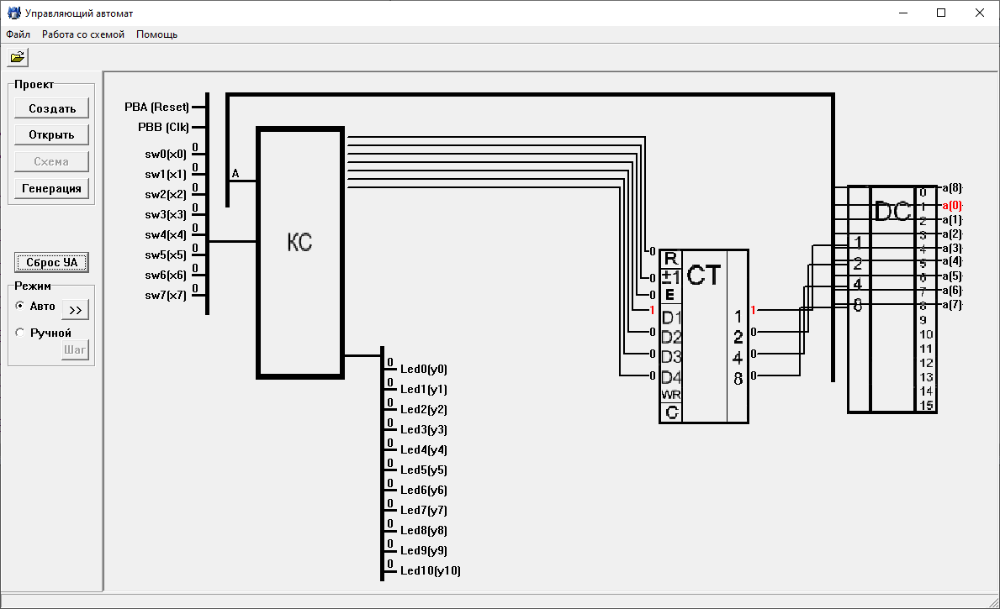 Управляющий автомат
Файл Работа со схемой Помощь
Проект
Создать
Открыть
Схема
Генерация
Сброс УА
Режим
Авто >>
Ручной
Шаг
PBA (Reset)
PBB (Clk)
sw0(x0) 0
sw1(x1) 0
sw2(x2) 0
sw3(x3) 0
sw4(x4) 0
sw5(x5) 0
sw6(x6) 0
sw7(x7) 0
A
КС
0 Led0(y0)
0 Led1(y1)
0 Led2(y2)
0 Led3(y3)
0 Led4(y4)
0 Led5(y5)
0 Led6(y6)
0 Led7(y7)
0 Led8(y8)
0 Led9(y9)
0 Led10(y10)
CT
0 R
0 ±1
0 E
1 D1 1 1
0 D2 2 0
0 D3 4 0
0 D4 8 0
WR
C
DC
1
2
4
8
0 a(8)
1 a(0)
2 a(1)
3 a(2)
4 a(3)
5 a(4)
6 a(5)
7 a(6)
8 a(7)
9
10
11
12
13
14
15